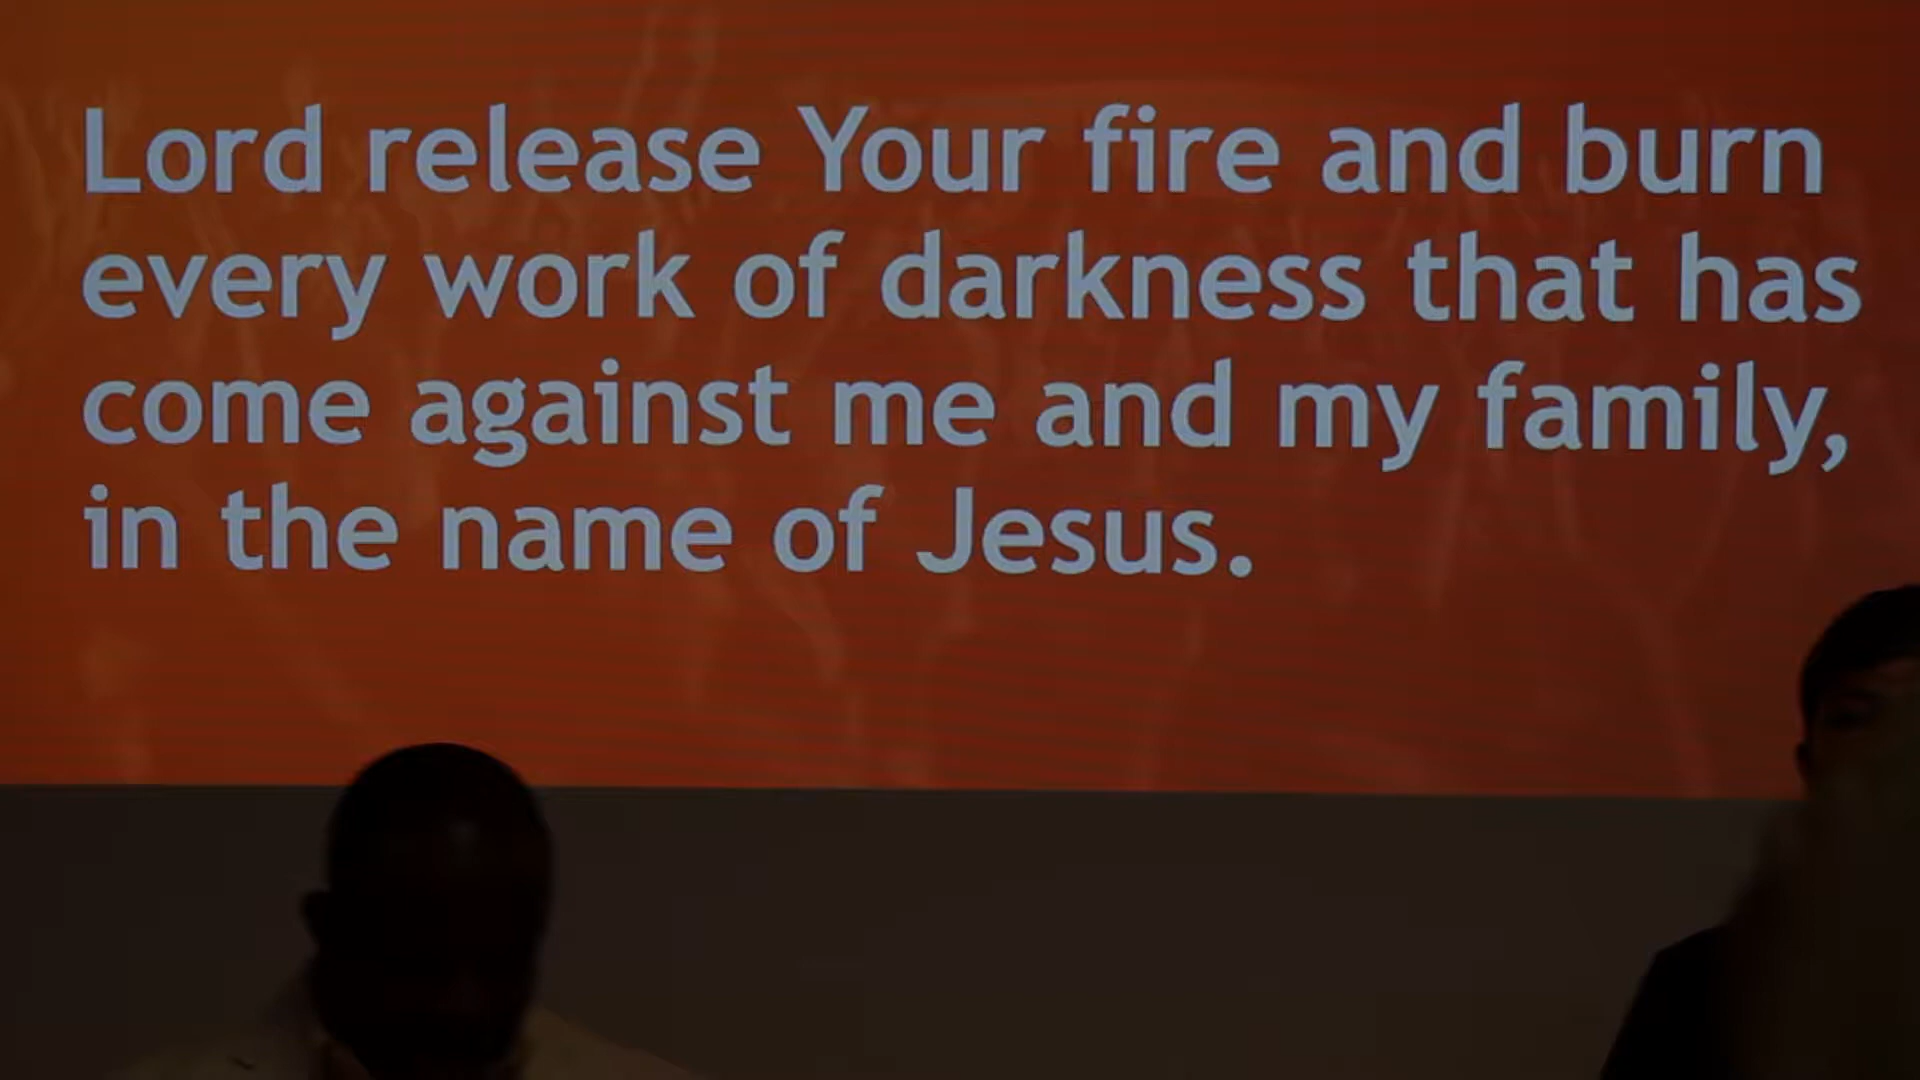 Lord release Your fire and burn
every work of darkness that has
come against me and my family,
in the name of Jesus.